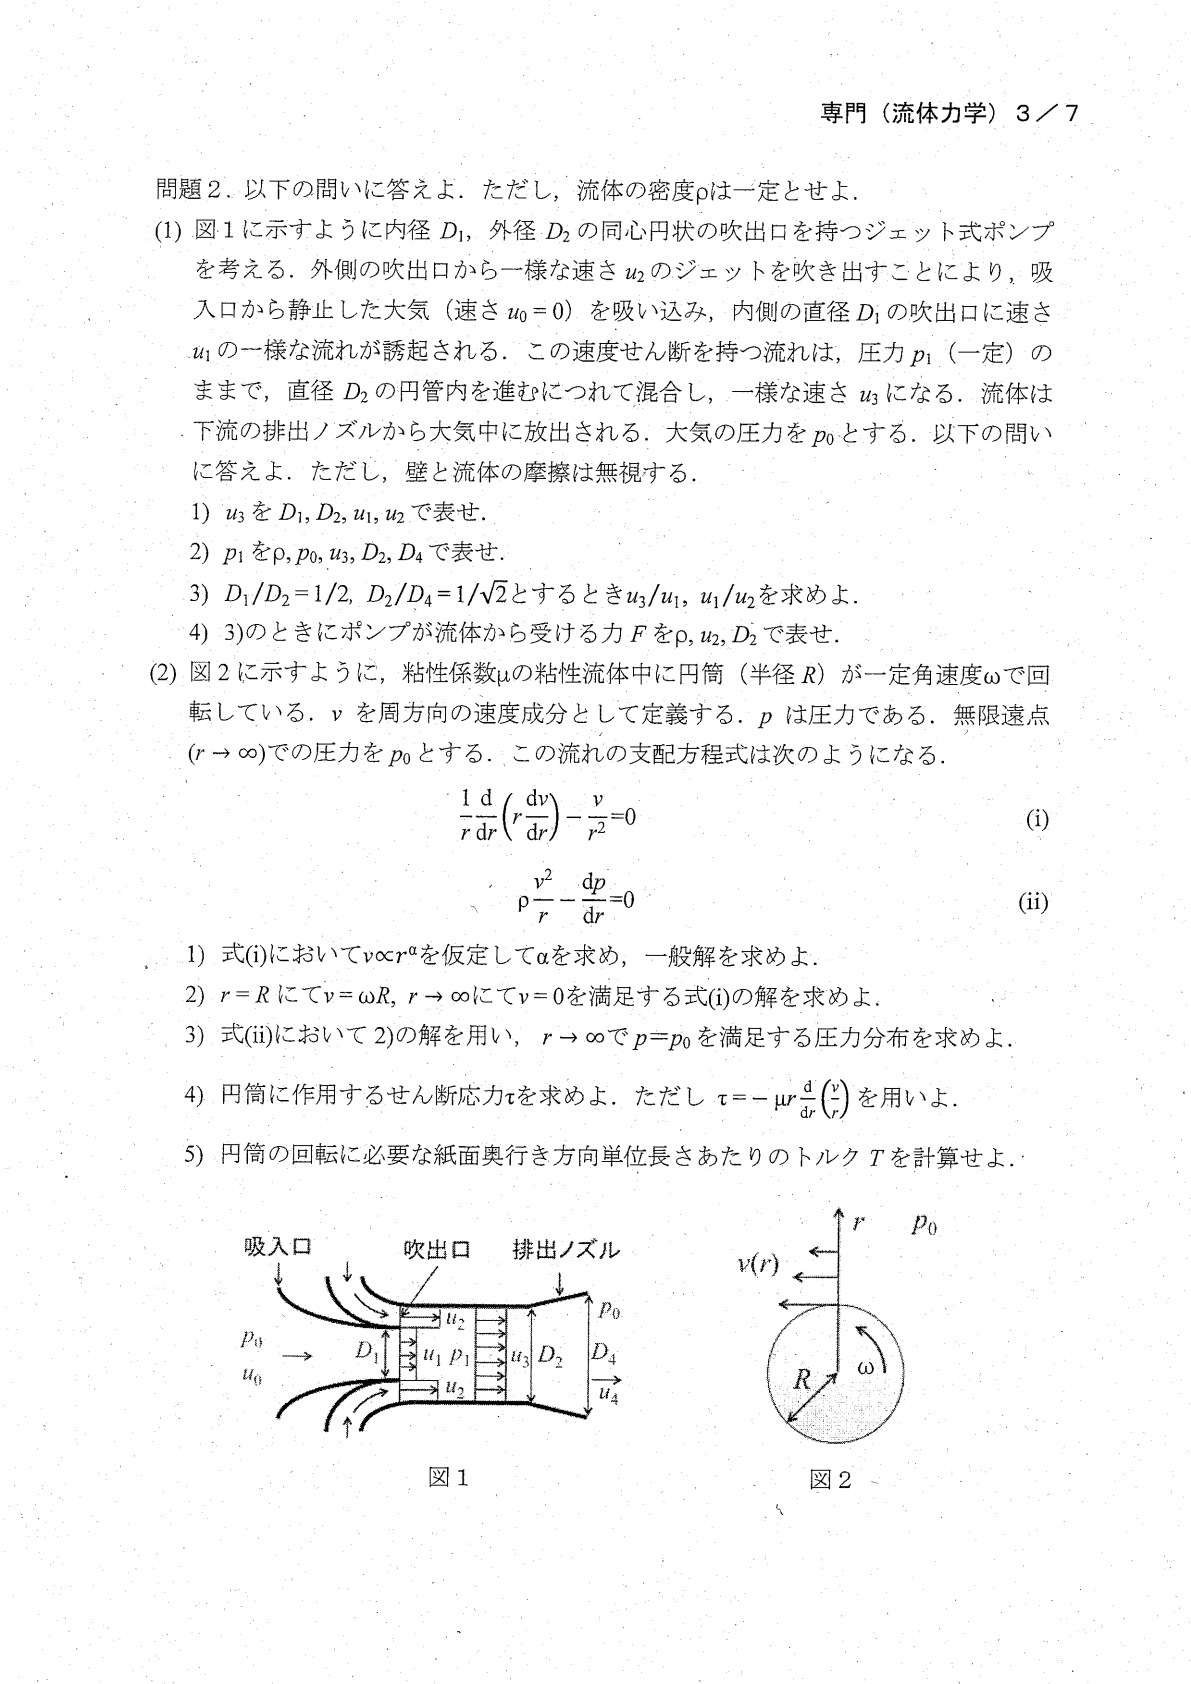 専門（流体力学）３／７
問題２．以下の問いに答えよ．ただし，流体の密度ρは一定とせよ．
(1) 図１に示すように内径 D₁，外径 D₂ の同心円状の吹出口を持つジェット式ポンプ
を考える．外側の吹出口から一様な速さ u₂ のジェットを吹き出すことにより，吸
入口から静止した大気（速さ u₀ = 0）を吸い込み，内側の直径 D₁ の吹出口に速さ
u₁ の一様な流れが誘起される．この速度せん断を持つ流れは，圧力 p₁（一定）の
ままで，直径 D₂ の円管内を進むにつれて混合し，一様な速さ u₃ になる．流体は
下流の排出ノズルから大気中に放出される．大気の圧力を p₀ とする．以下の問い
に答えよ．ただし，壁と流体の摩擦は無視する．
1) u₃ を D₁, D₂, u₁, u₂ で表せ．
2) p₁ をρ, p₀, u₃, D₂, D₄ で表せ．
3) D₁/D₂=1/2, D₂/D₄=1/√2とするときu₃/u₁, u₁/u₂を求めよ．
4) 3)のときにポンプが流体から受ける力 F をρ, u₂, D₂ で表せ．
(2) 図２に示すように，粘性係数μの粘性流体中に円筒（半径 R）が一定角速度ωで回
転している．v を周方向の速度成分として定義する．p は圧力である．無限遠点
(r → ∞)での圧力を p₀ とする．この流れの支配方程式は次のようになる．
1/r d/dr (r dv/dr) − v/r² =0 (i)
ρ v²/r − dp/dr =0 (ii)
1) 式(i)においてv∝rᵅを仮定してαを求め，一般解を求めよ．
2) r = R にてv = ωR, r → ∞にてv = 0を満足する式(i)の解を求めよ．
3) 式(ii)において 2)の解を用い， r → ∞で p=p₀ を満足する圧力分布を求めよ．
4) 円筒に作用するせん断応力τを求めよ．ただし τ = − μr d/dr (v/r) を用いよ．
5) 円筒の回転に必要な紙面奥行き方向単位長さあたりのトルク T を計算せよ．
吸入口 吹出口 排出ノズル
p₀
u₀
D₁
u₂
u₁ p₁
u₂
u₃ D₂
p₀
D₄
u₄
図１
r p₀
v(r)
ω
R
図２